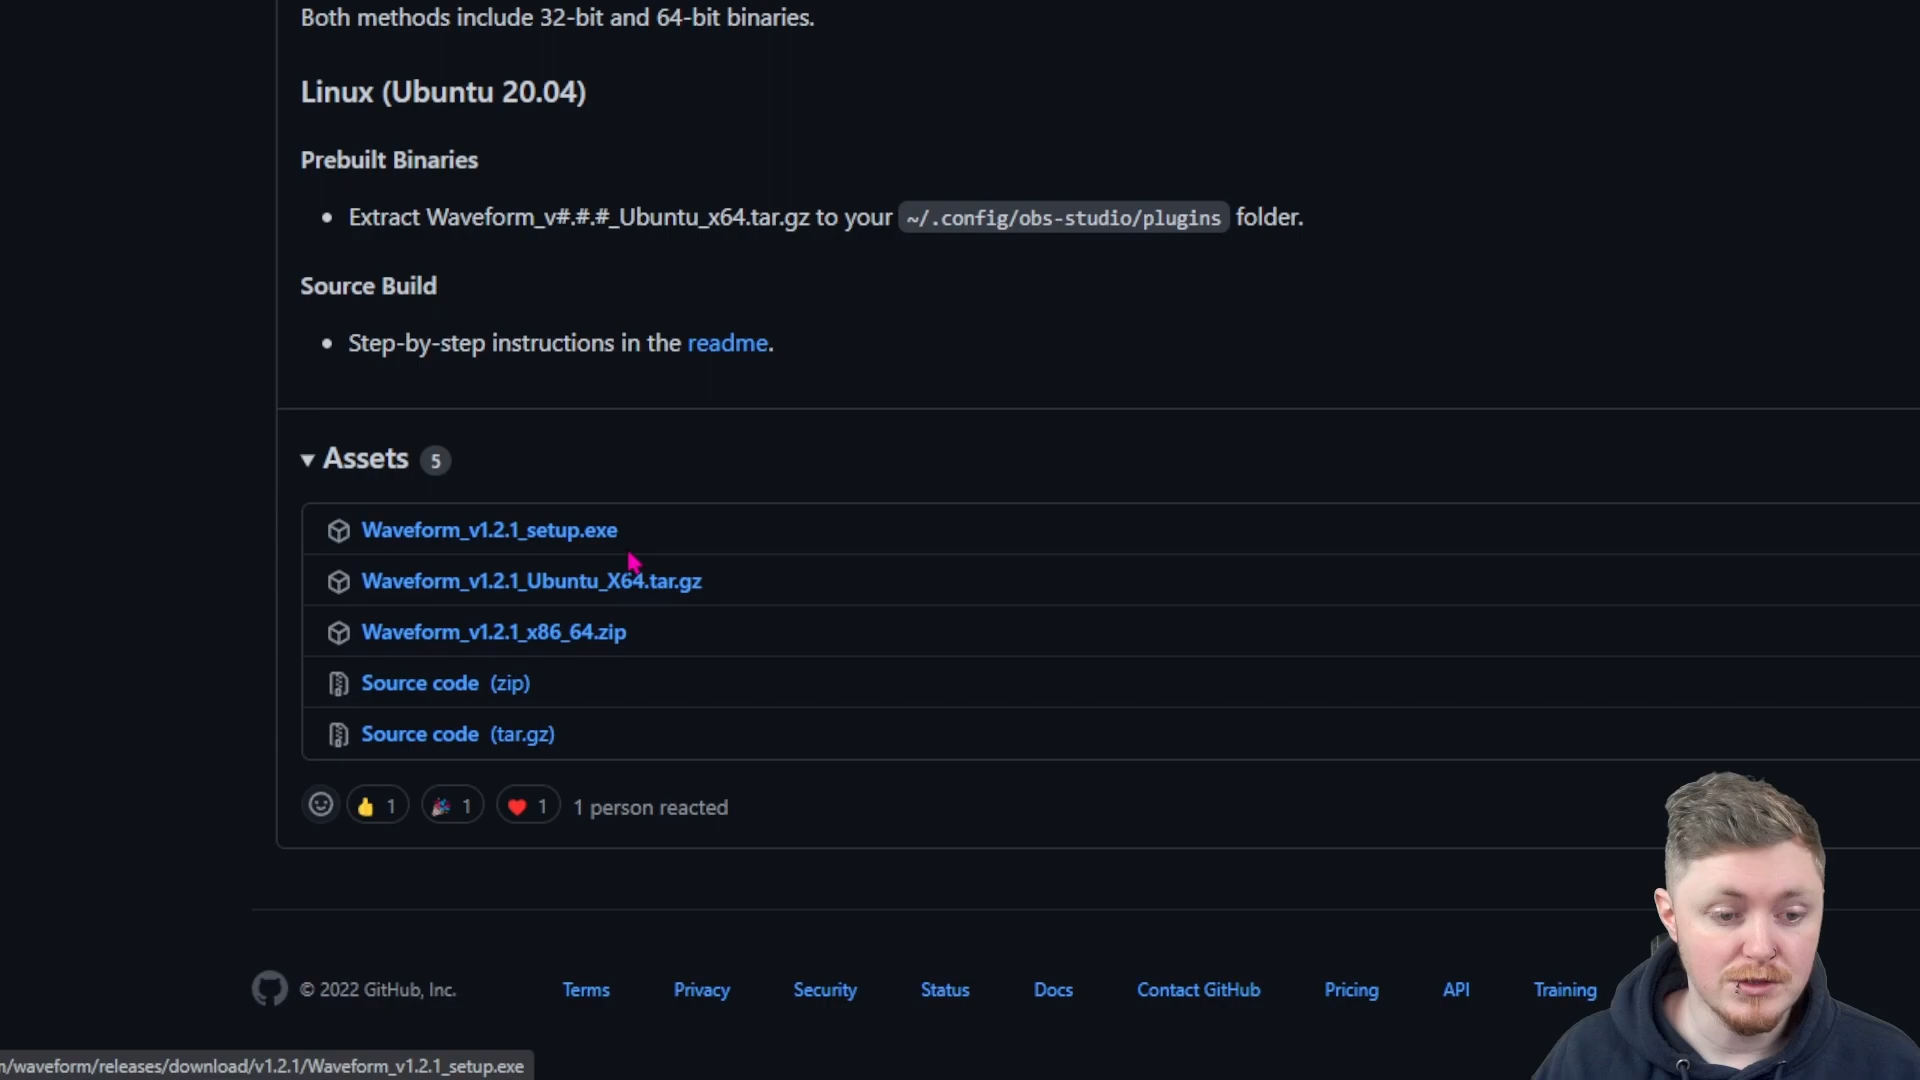 Both methods include 32-bit and 64-bit binaries.
Linux (Ubuntu 20.04)
Prebuilt Binaries
Extract Waveform_v#.#.#_Ubuntu_x64.tar.gz to your ~/.config/obs-studio/plugins folder.
Source Build
Step-by-step instructions in the readme.
Assets 5
Waveform_v1.2.1_setup.exe
Waveform_v1.2.1_Ubuntu_X64.tar.gz
Waveform_v1.2.1_x86_64.zip
Source code (zip)
Source code (tar.gz)
1 1 1 1 person reacted
© 2022 GitHub, Inc. Terms Privacy Security Status Docs Contact GitHub Pricing API Training
/waveform/releases/download/v1.2.1/Waveform_v1.2.1_setup.exe